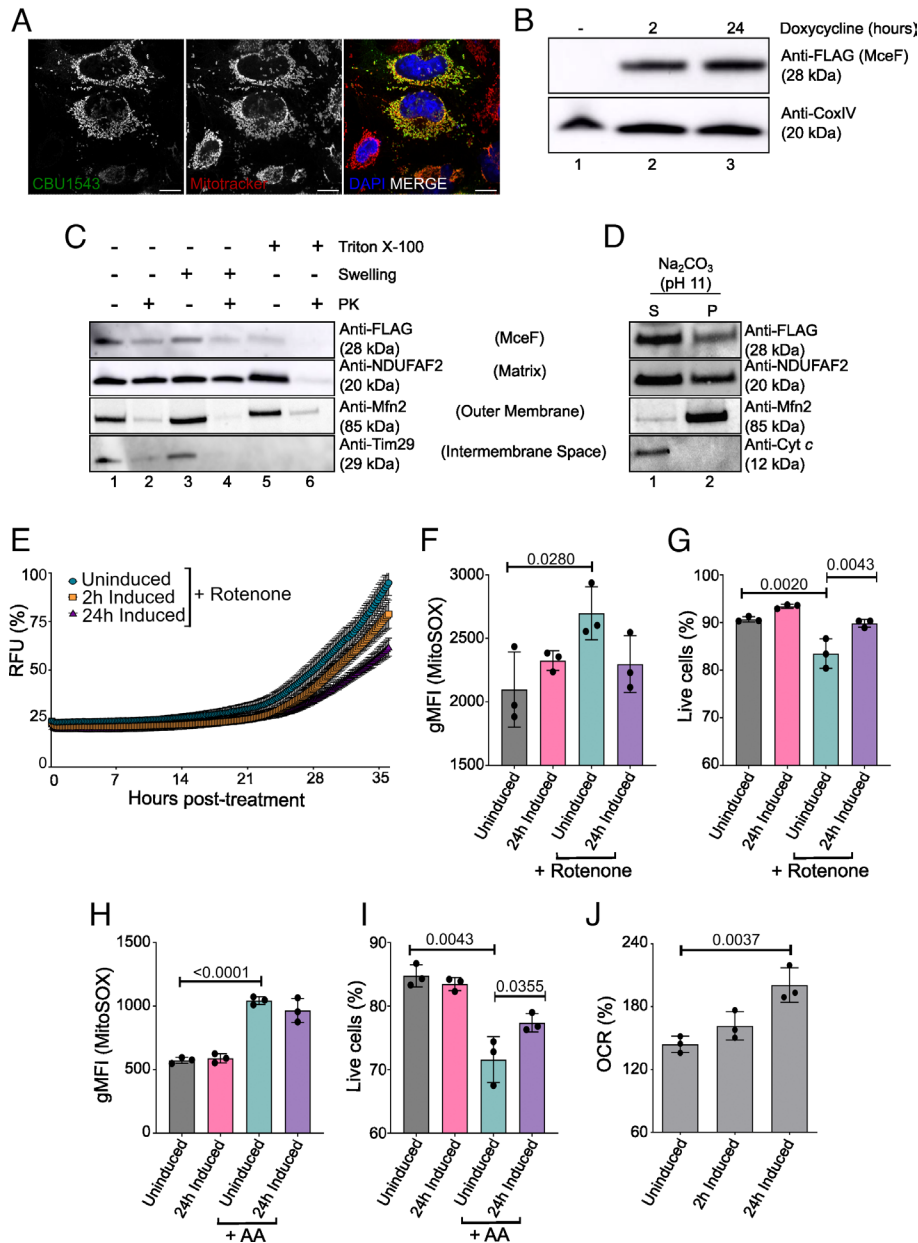 A
CBU1543
Mitotracker
DAPI MERGE
B
- 2 24 Doxycycline (hours)
Anti-FLAG (MceF)
(28 kDa)
Anti-CoxIV
(20 kDa)
1 2 3
C
- - - - + + Triton X-100
- - + + - - Swelling
- + - + - + PK
Anti-FLAG
(28 kDa)
(MceF)
Anti-NDUFAF2
(20 kDa)
(Matrix)
Anti-Mfn2
(85 kDa)
(Outer Membrane)
Anti-Tim29
(29 kDa)
(Intermembrane Space)
1 2 3 4 5 6
D
Na₂CO₃
(pH 11)
S P
Anti-FLAG
(28 kDa)
Anti-NDUFAF2
(20 kDa)
Anti-Mfn2
(85 kDa)
Anti-Cyt c
(12 kDa)
1 2
E
RFU (%)
100
75
50
25
0
Uninduced
2h Induced
24h Induced
+ Rotenone
0 7 14 21 28 35
Hours post-treatment
F
gMFI (MitoSOX)
3000
2500
2000
1500
0.0280
Uninduced
24h Induced
Uninduced
24h Induced
+ Rotenone
G
Live cells (%)
100
90
80
70
60
0.0020
0.0043
Uninduced
24h Induced
Uninduced
24h Induced
+ Rotenone
H
gMFI (MitoSOX)
1500
1000
500
0
<0.0001
Uninduced
24h Induced
Uninduced
24h Induced
+ AA
I
Live cells (%)
90
80
70
60
0.0043
0.0355
Uninduced
24h Induced
Uninduced
24h Induced
+ AA
J
OCR (%)
240
180
120
60
0.0037
Uninduced
2h Induced
24h Induced